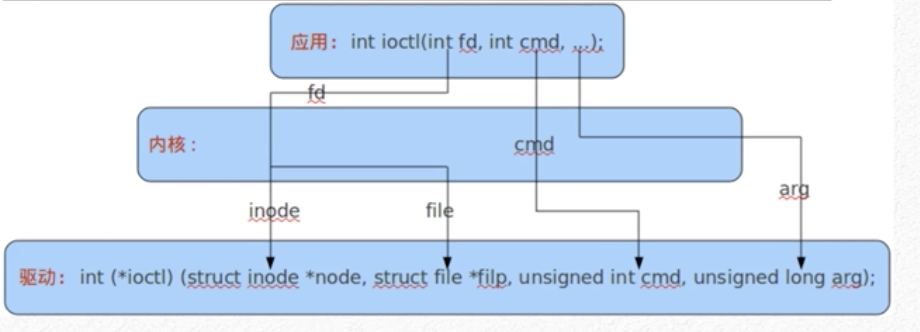 应用：int ioctl(int fd, int cmd, ...);
fd
内核：
cmd
arg
inode
file
驱动：int (*ioctl) (struct inode *node, struct file *filp, unsigned int cmd, unsigned long arg);